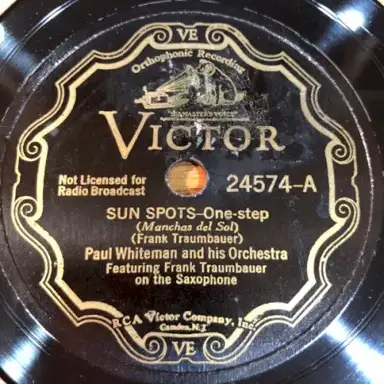 VE
Orthophonic Recording
"HIS MASTER'S VOICE"
VICTOR
Not Licensed for
Radio Broadcast
24574-A
SUN SPOTS–One-step
(Manchas del Sol)
(Frank Traumbauer)
Paul Whiteman and his Orchestra
Featuring Frank Traumbauer
on the Saxophone
RCA Victor Company, Inc.
Camden, N.J.
VE